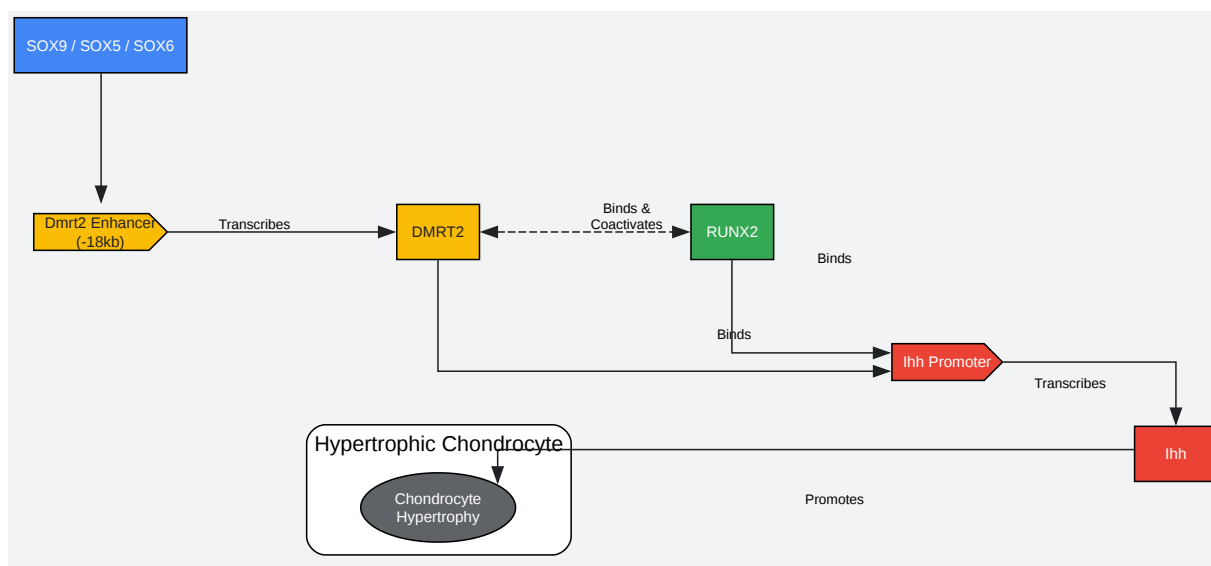 SOX9 / SOX5 / SOX6
Dmrt2 Enhancer
(-18kb)
Transcribes
DMRT2
Binds &
Coactivates
RUNX2
Binds
Binds
Ihh Promoter
Transcribes
Ihh
Hypertrophic Chondrocyte
Chondrocyte
Hypertrophy
Promotes